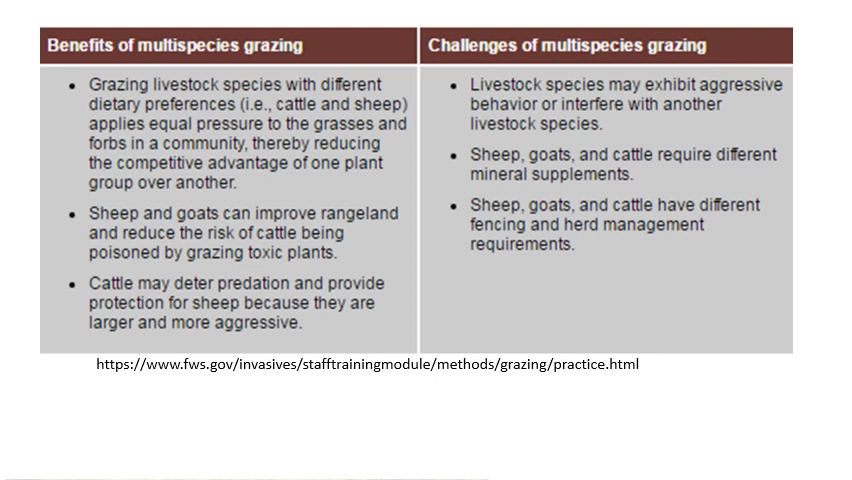 Benefits of multispecies grazing
Challenges of multispecies grazing
• Grazing livestock species with different
dietary preferences (i.e., cattle and sheep)
applies equal pressure to the grasses and
forbs in a community, thereby reducing
the competitive advantage of one plant
group over another.
• Sheep and goats can improve rangeland
and reduce the risk of cattle being
poisoned by grazing toxic plants.
• Cattle may deter predation and provide
protection for sheep because they are
larger and more aggressive.
• Livestock species may exhibit aggressive
behavior or interfere with another
livestock species.
• Sheep, goats, and cattle require different
mineral supplements.
• Sheep, goats, and cattle have different
fencing and herd management
requirements.
https://www.fws.gov/invasives/stafftrainingmodule/methods/grazing/practice.html